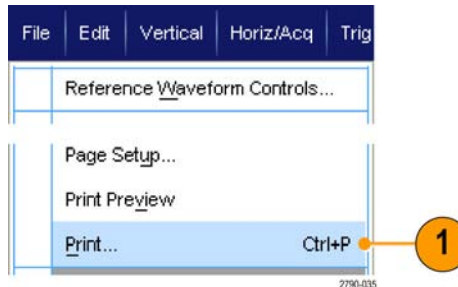 File Edit Vertical Horiz/Acq Trig
Reference Waveform Controls...
Page Setup...
Print Preview
Print... Ctrl+P
1
2790-035